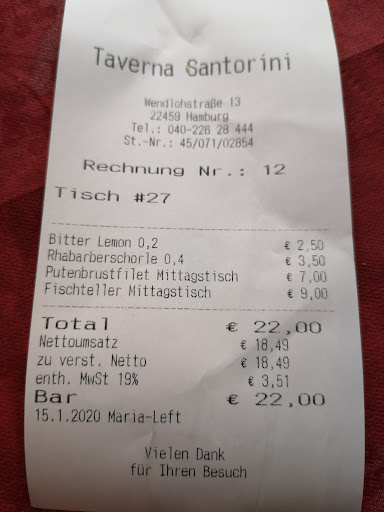 Taverna Santorini
Wendlohstraße 13
22459 Hamburg
Tel.: 040-226 28 444
St.-Nr.: 45/071/02854
Rechnung Nr.: 12
Tisch #27
Bitter Lemon 0,2 € 2,50
Rhabarberschorle 0,4 € 3,50
Putenbrustfilet Mittagstisch € 7,00
Fischteller Mittagstisch € 9,00
Total € 22,00
Nettoumsatz € 18,49
zu verst. Netto € 18,49
enth. MwSt 19% € 3,51
Bar € 22,00
15.1.2020 Maria-Left
Vielen Dank
für Ihren Besuch